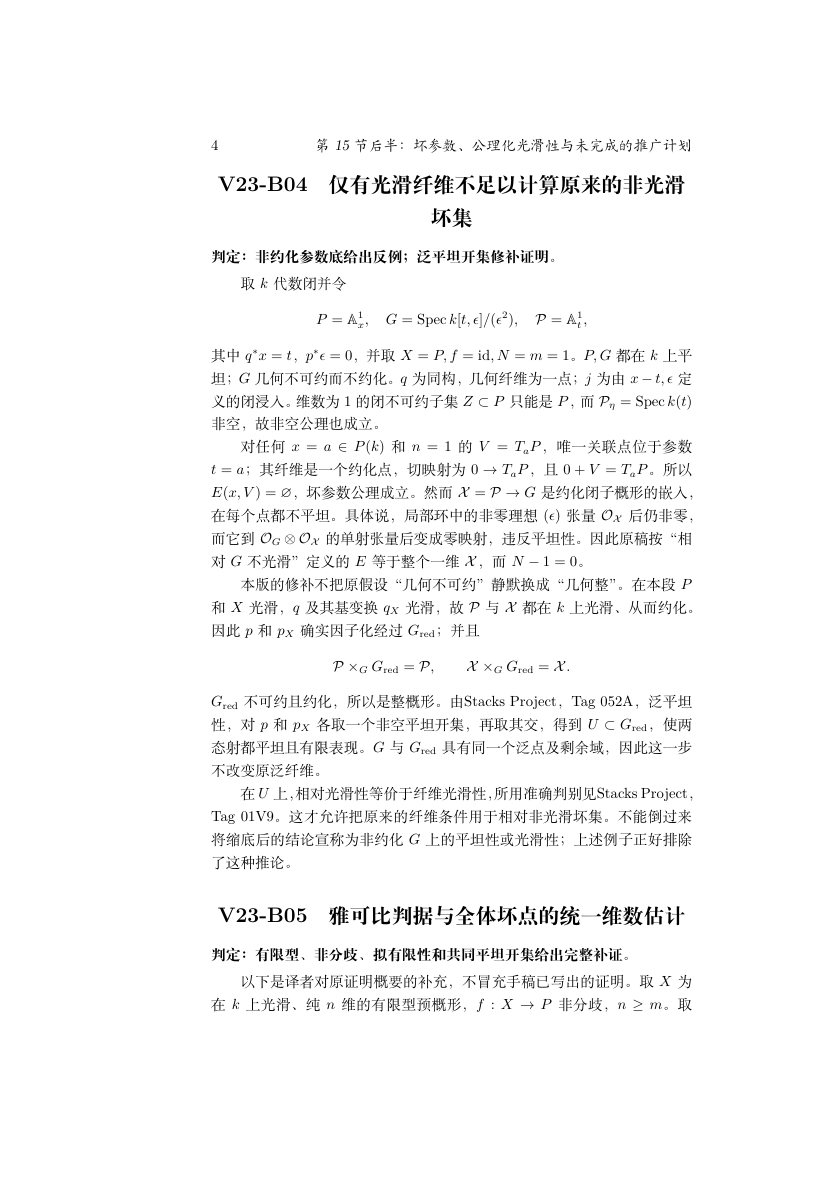 4 第 15 节后半：坏参数、公理化光滑性与未完成的推广计划
V23-B04 仅有光滑纤维不足以计算原来的非光滑
坏集
判定：非约化参数底给出反例；泛平坦开集修补证明。
取 k 代数闭并令
P = 𝔸¹ₓ, G = Spec k[t, ϵ]/(ϵ²), 𝒫 = 𝔸¹ₜ,
其中 q*x = t，p*ϵ = 0，并取 X = P, f = id, N = m = 1。P, G 都在 k 上平
坦；G 几何不可约而不约化。q 为同构，几何纤维为一点；j 为由 x − t, ϵ 定
义的闭浸入。维数为 1 的闭不可约子集 Z ⊂ P 只能是 P，而 𝒫_η = Spec k(t)
非空，故非空公理也成立。
对任何 x = a ∈ P(k) 和 n = 1 的 V = TₐP，唯一关联点位于参数
t = a；其纤维是一个约化点，切映射为 0 → TₐP，且 0 + V = TₐP。所以
E(x, V) = ∅，坏参数公理成立。然而 𝒳 = 𝒫 → G 是约化闭子概形的嵌入，
在每个点都不平坦。具体说，局部环中的非零理想 (ϵ) 张量 𝒪_𝒳 后仍非零，
而它到 𝒪_G ⊗ 𝒪_𝒳 的单射张量后变成零映射，违反平坦性。因此原稿按“相
对 G 不光滑”定义的 E 等于整个一维 𝒳，而 N − 1 = 0。
本版的修补不把原假设“几何不可约”静默换成“几何整”。在本段 P
和 X 光滑，q 及其基变换 q_X 光滑，故 𝒫 与 𝒳 都在 k 上光滑、从而约化。
因此 p 和 p_X 确实因子化经过 G_red；并且
𝒫 ×_G G_red = 𝒫, 𝒳 ×_G G_red = 𝒳.
G_red 不可约且约化，所以是整概形。由Stacks Project，Tag 052A，泛平坦
性，对 p 和 p_X 各取一个非空平坦开集，再取其交，得到 U ⊂ G_red，使两
态射都平坦且有限表现。G 与 G_red 具有同一个泛点及剩余域，因此这一步
不改变原泛纤维。
在 U 上，相对光滑性等价于纤维光滑性，所用准确判别见Stacks Project，
Tag 01V9。这才允许把原来的纤维条件用于相对非光滑坏集。不能倒过来
将缩底后的结论宣称为非约化 G 上的平坦性或光滑性；上述例子正好排除
了这种推论。
V23-B05 雅可比判据与全体坏点的统一维数估计
判定：有限型、非分歧、拟有限性和共同平坦开集给出完整补证。
以下是译者对原证明概要的补充，不冒充手稿已写出的证明。取 X 为
在 k 上光滑、纯 n 维的有限型预概形，f : X → P 非分歧，n ≥ m。取